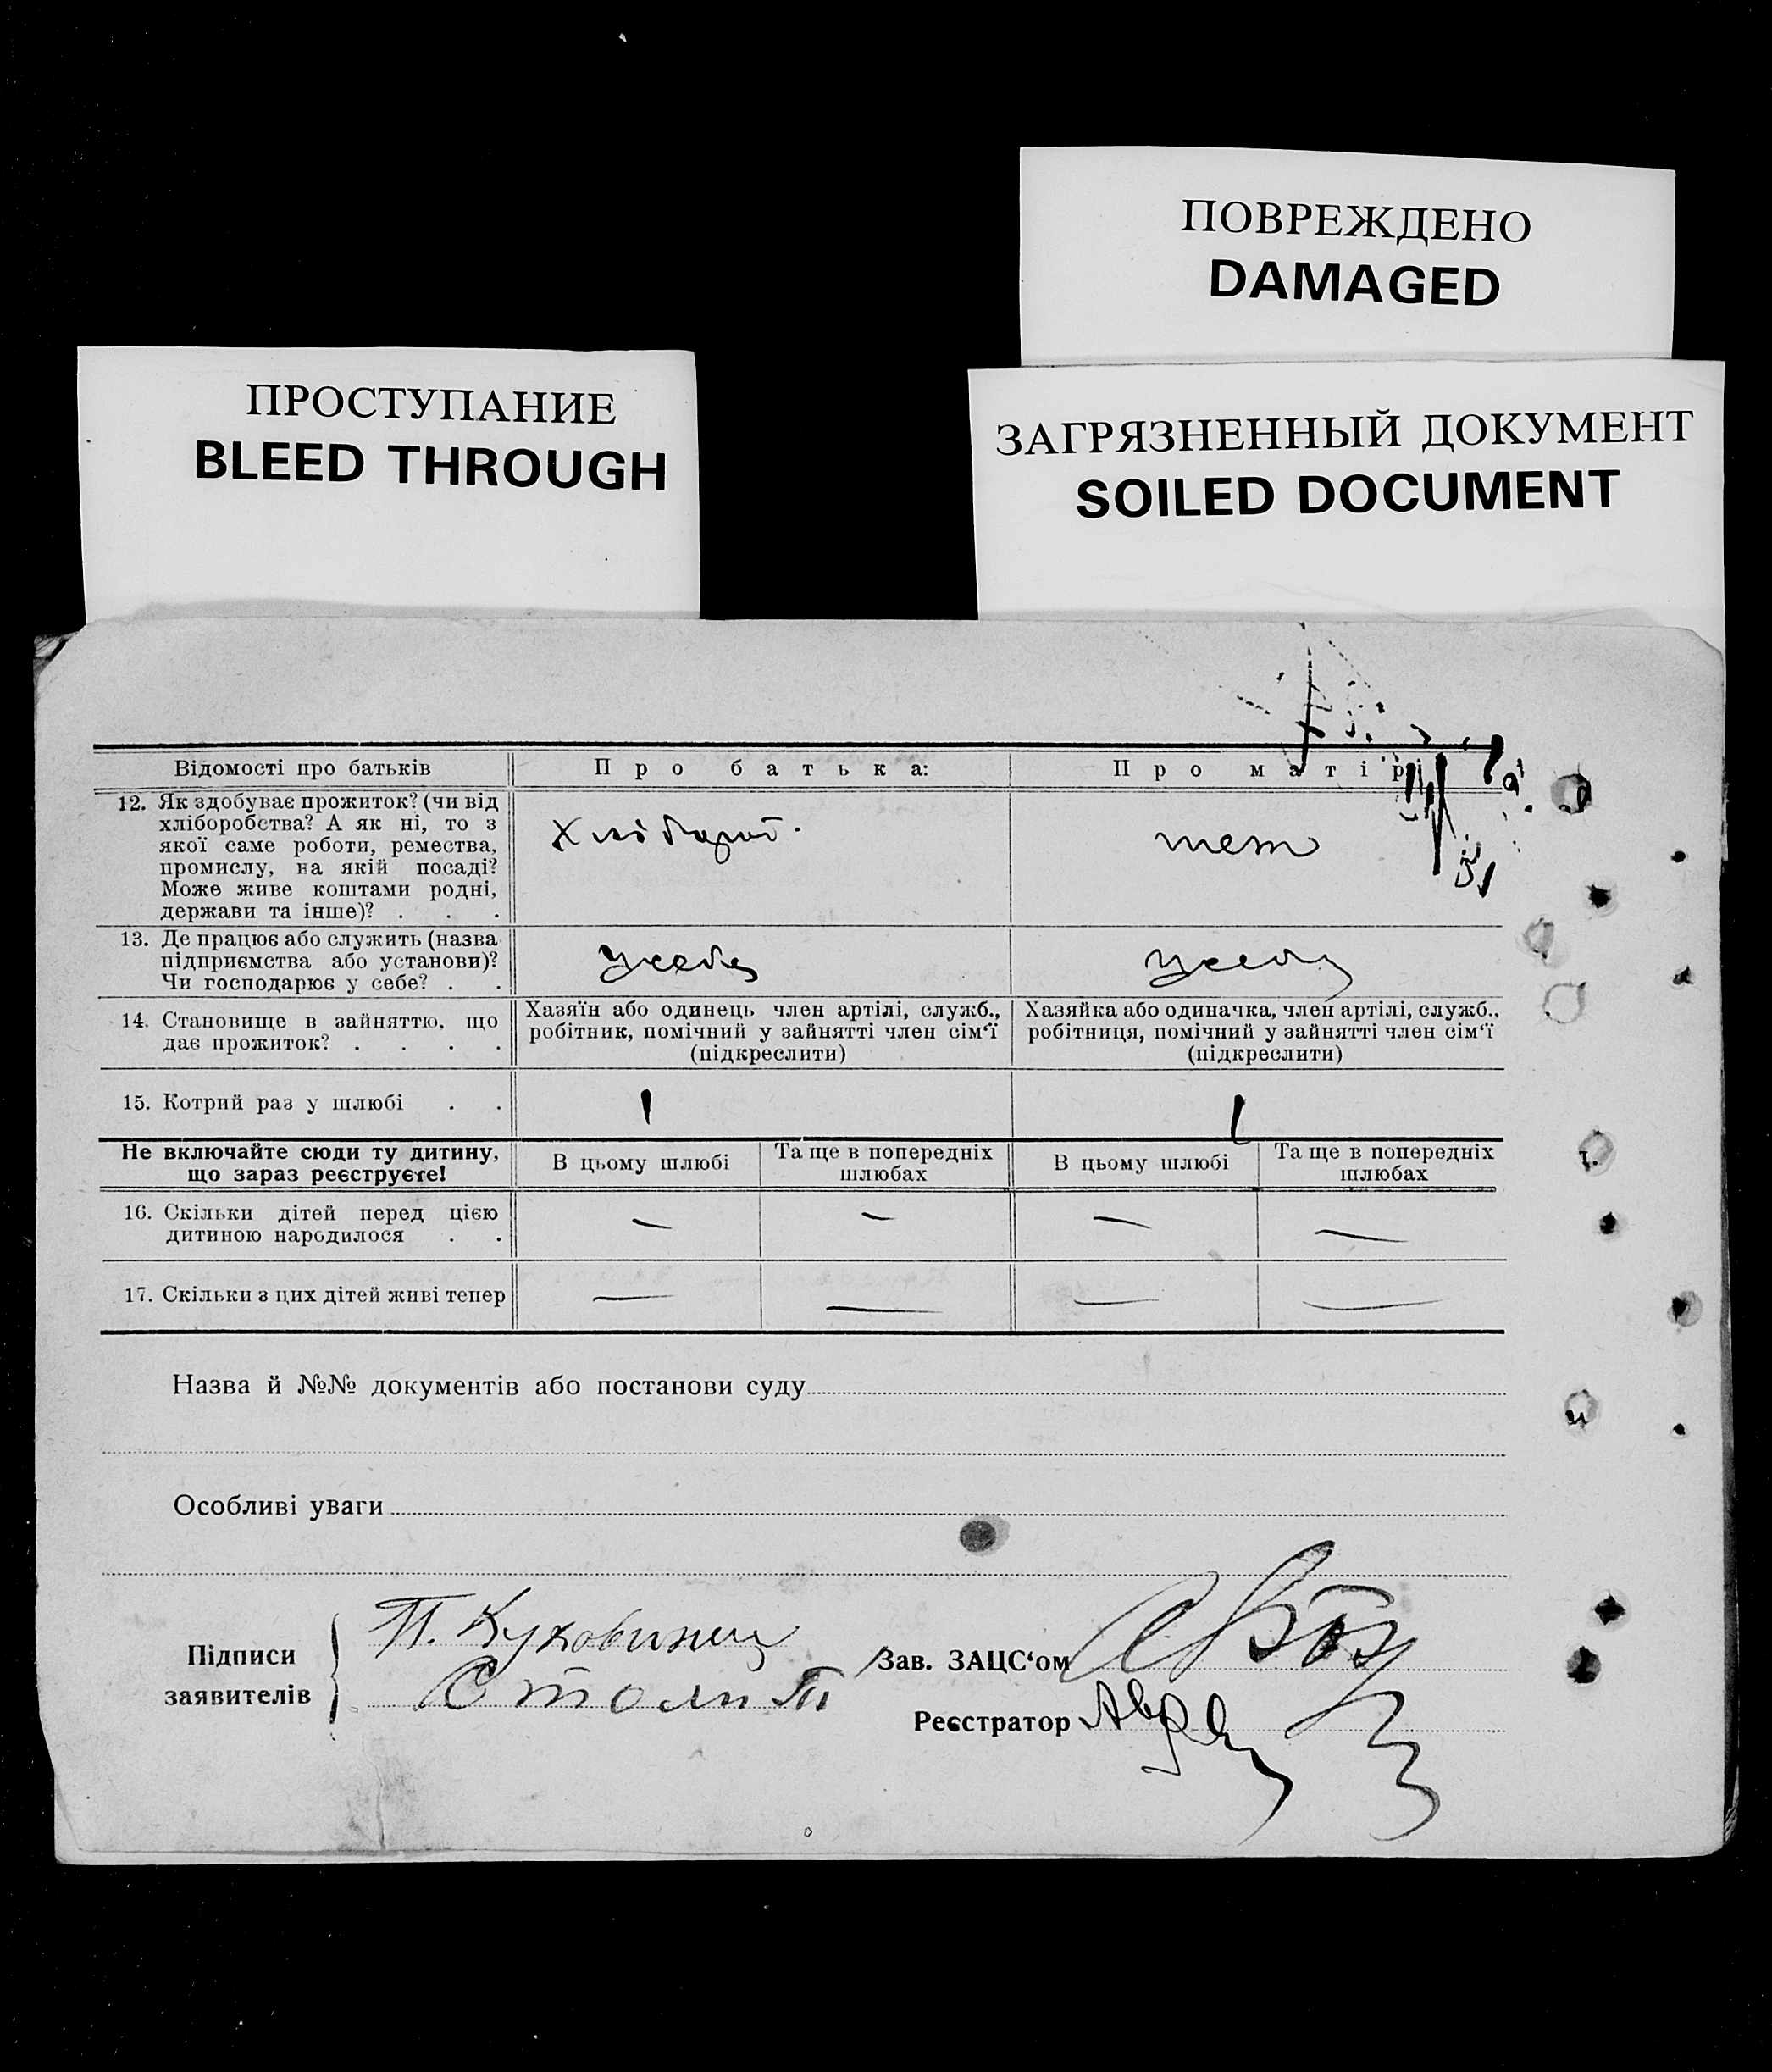 ПОВРЕЖДЕНО
DAMAGED
ПРОСТУПАНИЕ
BLEED THROUGH
ЗАГРЯЗНЕННЫЙ ДОКУМЕНТ
SOILED DOCUMENT
Відомості про батьків
Про батька:
Про матірі
12. Як здобуває прожиток? (чи від
хліборобства? А як ні, то з
якої саме роботи, ремества,
промислу, на якій посаді?
Може живе коштами родні,
держави та інше)? . . .
Хлібороб.
теж
13. Де працює або служить (назва
підприємства або установи)?
Чи господарює у себе? . .
У себе
У себе
14. Становище в зайняттю, що
дає прожиток? . . . .
Хазяїн або одинець член артілі, служб.,
робітник, помічний у зайнятті член сім‘ї
(підкреслити)
Хазяйка або одиначка, член артілі, служб.,
робітниця, помічний у зайнятті член сім‘ї
(підкреслити)
15. Котрий раз у шлюбі . .
1
1
Не включайте сюди ту дитину,
що зараз реєструєте!
В цьому шлюбі
Та ще в попередніх
шлюбах
В цьому шлюбі
Та ще в попередніх
шлюбах
16. Скільки дітей перед цією
дитиною народилося . .
— — — —
17. Скільки з цих дітей живі тепер
— — — —
Назва й №№ документів або постанови суду
Особливі уваги
Підписи
заявителів
П. Куховинец
Зав. ЗАЦС‘ом
Реєстратор